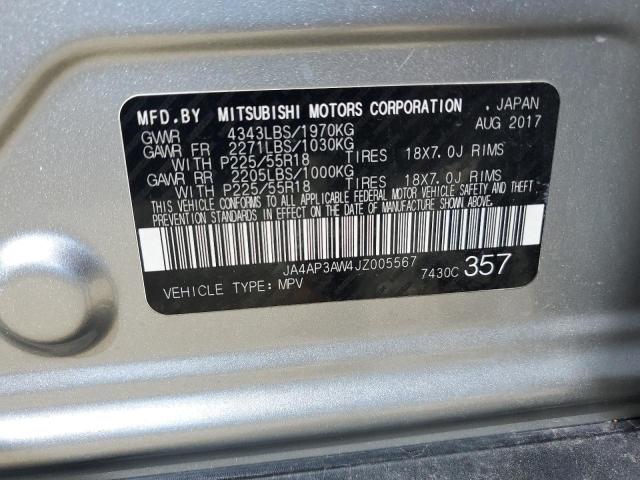 MFD.BY MITSUBISHI MOTORS CORPORATION . JAPAN
GVWR 4343LBS/1970KG AUG 2017
GAWR FR 2271LBS/1030KG
WITH P225/55R18 TIRES 18X7.0J RIMS
GAWR RR 2205LBS/1000KG
WITH P225/55R18 TIRES 18X7.0J RIMS
THIS VEHICLE CONFORMS TO ALL APPLICABLE FEDERAL MOTOR VEHICLE SAFETY AND THEFT
PREVENTION STANDARDS IN EFFECT ON THE DATE OF MANUFACTURE SHOWN ABOVE.
JA4AP3AW4JZ005567
VEHICLE TYPE: MPV 7430C 357